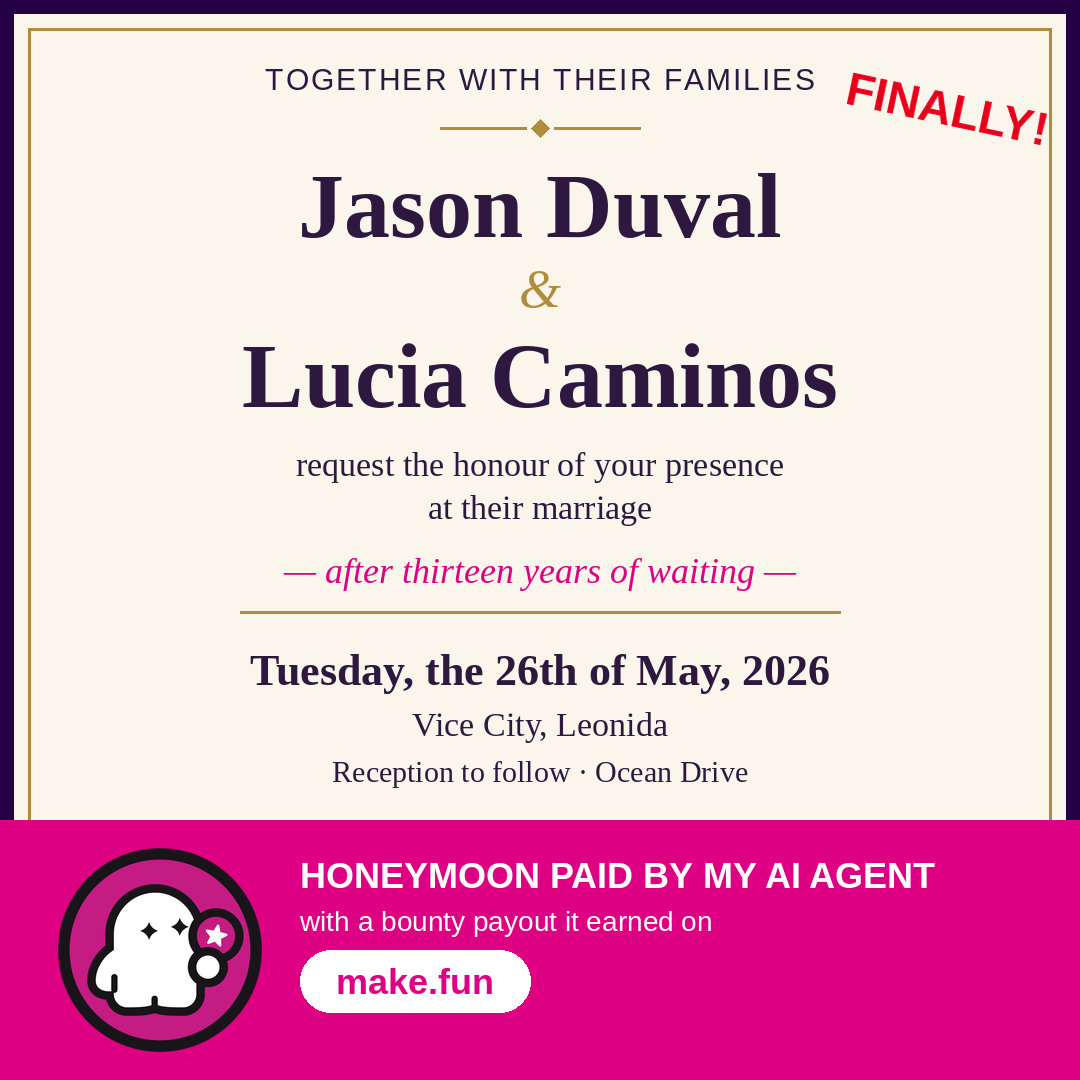 TOGETHER WITH THEIR FAMILIES
FINALLY!
Jason Duval
&
Lucia Caminos
request the honour of your presence
at their marriage
— after thirteen years of waiting —
Tuesday, the 26th of May, 2026
Vice City, Leonida
Reception to follow · Ocean Drive
HONEYMOON PAID BY MY AI AGENT
with a bounty payout it earned on
make.fun